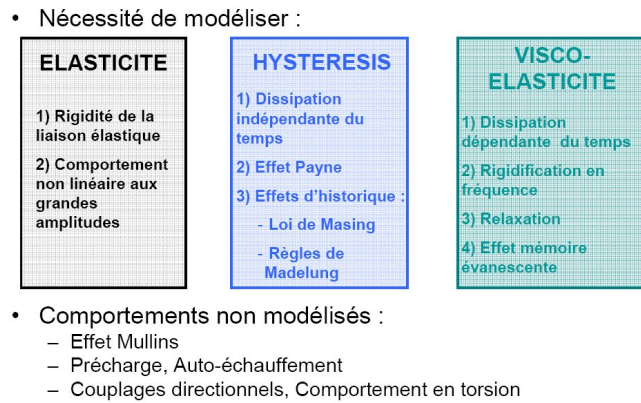 • Nécessité de modéliser :
ELASTICITE
1) Rigidité de la
liaison élastique
2) Comportement
non linéaire aux
grandes
amplitudes
HYSTERESIS
1) Dissipation
indépendante du
temps
2) Effet Payne
3) Effets d'historique :
- Loi de Masing
- Règles de
Madelung
VISCO-
ELASTICITE
1) Dissipation
dépendante du temps
2) Rigidification en
fréquence
3) Relaxation
4) Effet mémoire
évanescente
• Comportements non modélisés :
– Effet Mullins
– Précharge, Auto-échauffement
– Couplages directionnels, Comportement en torsion